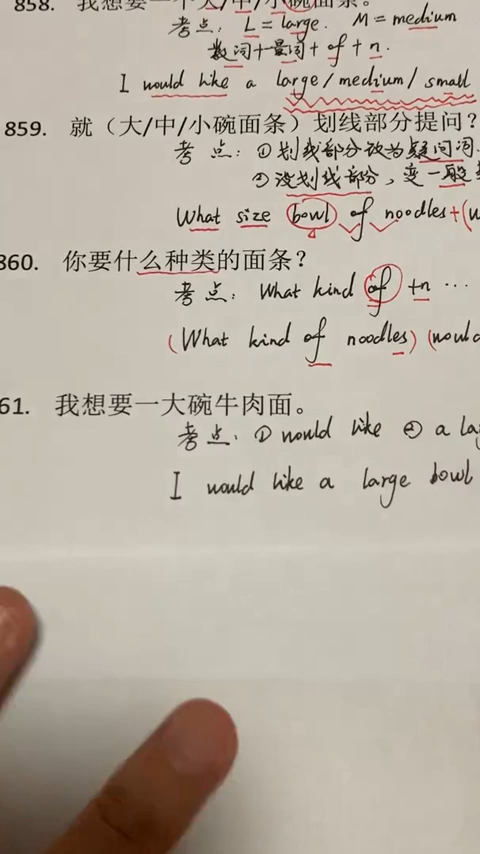 858. 我想要一个大/中/小碗面条。
考点: L = large. M = medium
数词+量词+ of + n.
I would like a large/medium/small
859. 就（大/中/小碗面条）划线部分提问？
考点: ①划线部分改为疑问词.
②没划线部分，变一般
What size bowl of noodles+(w
860. 你要什么种类的面条？
考点: What kind of +n ...
(What kind of noodles) (would
61. 我想要一大碗牛肉面。
考点: ① would like ② a lar
I would like a large bowl